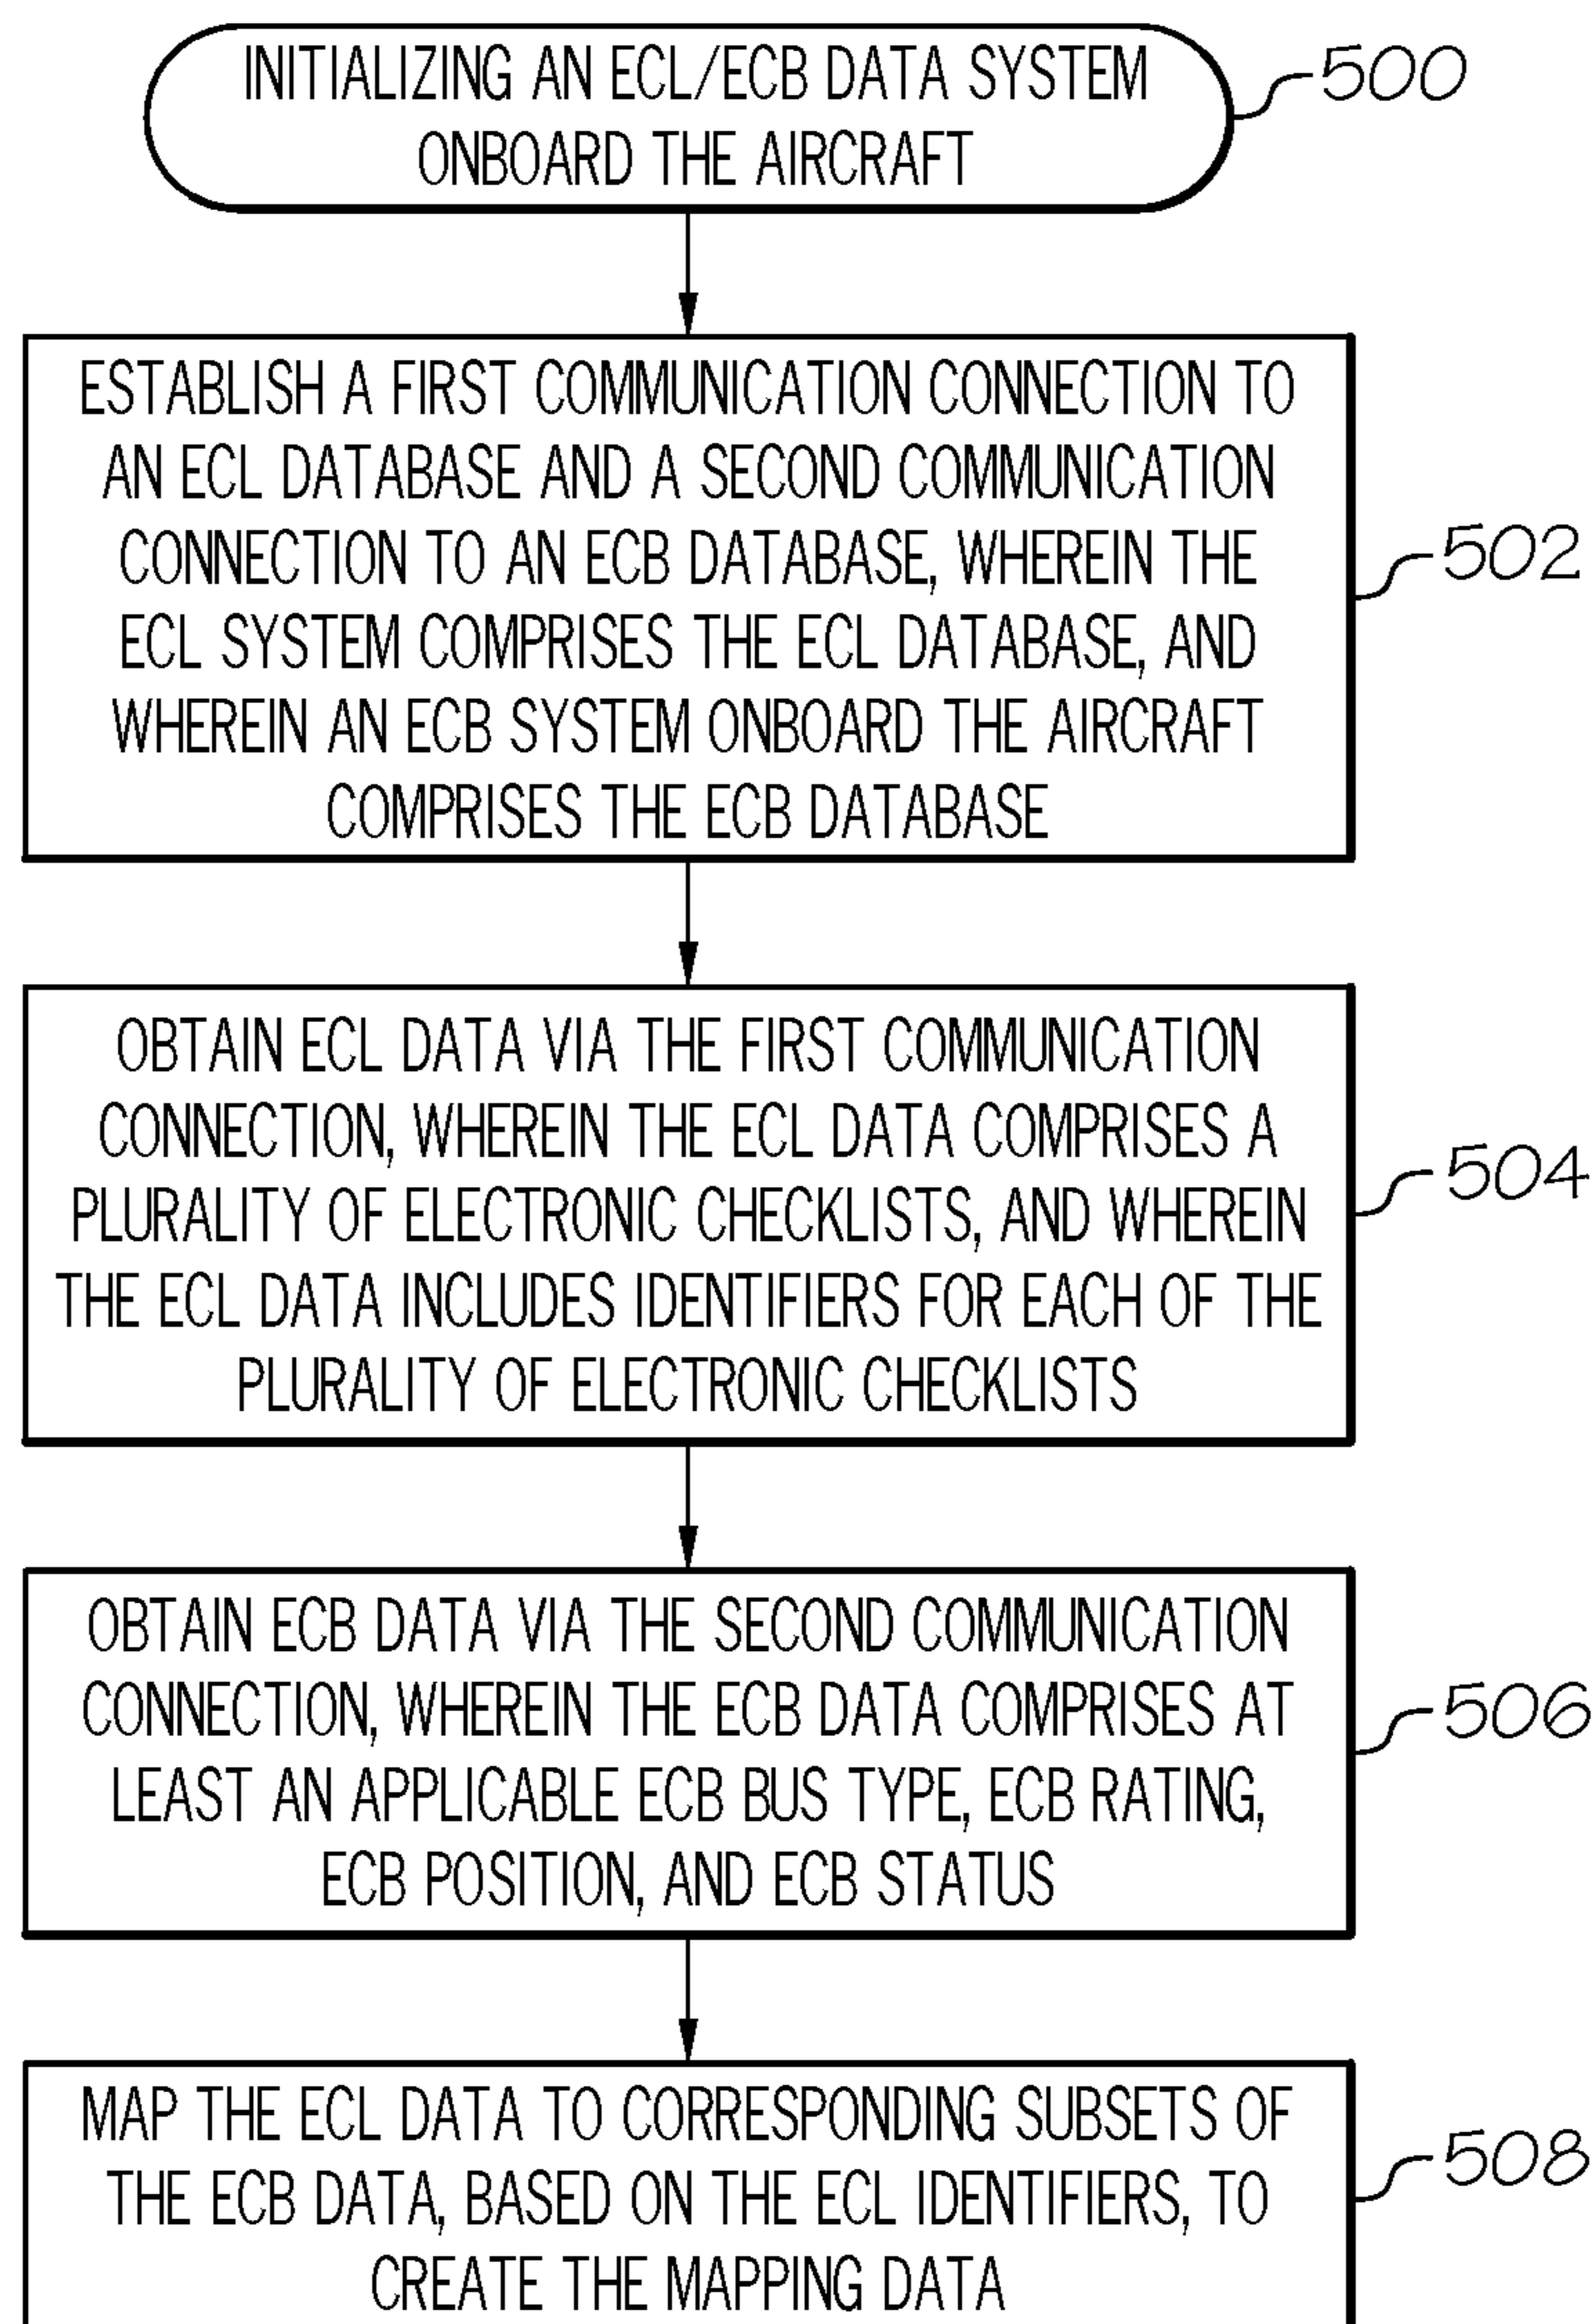 INITIALIZING AN ECL/ECB DATA SYSTEM
ONBOARD THE AIRCRAFT
500
ESTABLISH A FIRST COMMUNICATION CONNECTION TO
AN ECL DATABASE AND A SECOND COMMUNICATION
CONNECTION TO AN ECB DATABASE, WHEREIN THE
ECL SYSTEM COMPRISES THE ECL DATABASE, AND
WHEREIN AN ECB SYSTEM ONBOARD THE AIRCRAFT
COMPRISES THE ECB DATABASE
502
OBTAIN ECL DATA VIA THE FIRST COMMUNICATION
CONNECTION, WHEREIN THE ECL DATA COMPRISES A
PLURALITY OF ELECTRONIC CHECKLISTS, AND WHEREIN
THE ECL DATA INCLUDES IDENTIFIERS FOR EACH OF THE
PLURALITY OF ELECTRONIC CHECKLISTS
504
OBTAIN ECB DATA VIA THE SECOND COMMUNICATION
CONNECTION, WHEREIN THE ECB DATA COMPRISES AT
LEAST AN APPLICABLE ECB BUS TYPE, ECB RATING,
ECB POSITION, AND ECB STATUS
506
MAP THE ECL DATA TO CORRESPONDING SUBSETS OF
THE ECB DATA, BASED ON THE ECL IDENTIFIERS, TO
CREATE THE MAPPING DATA
508